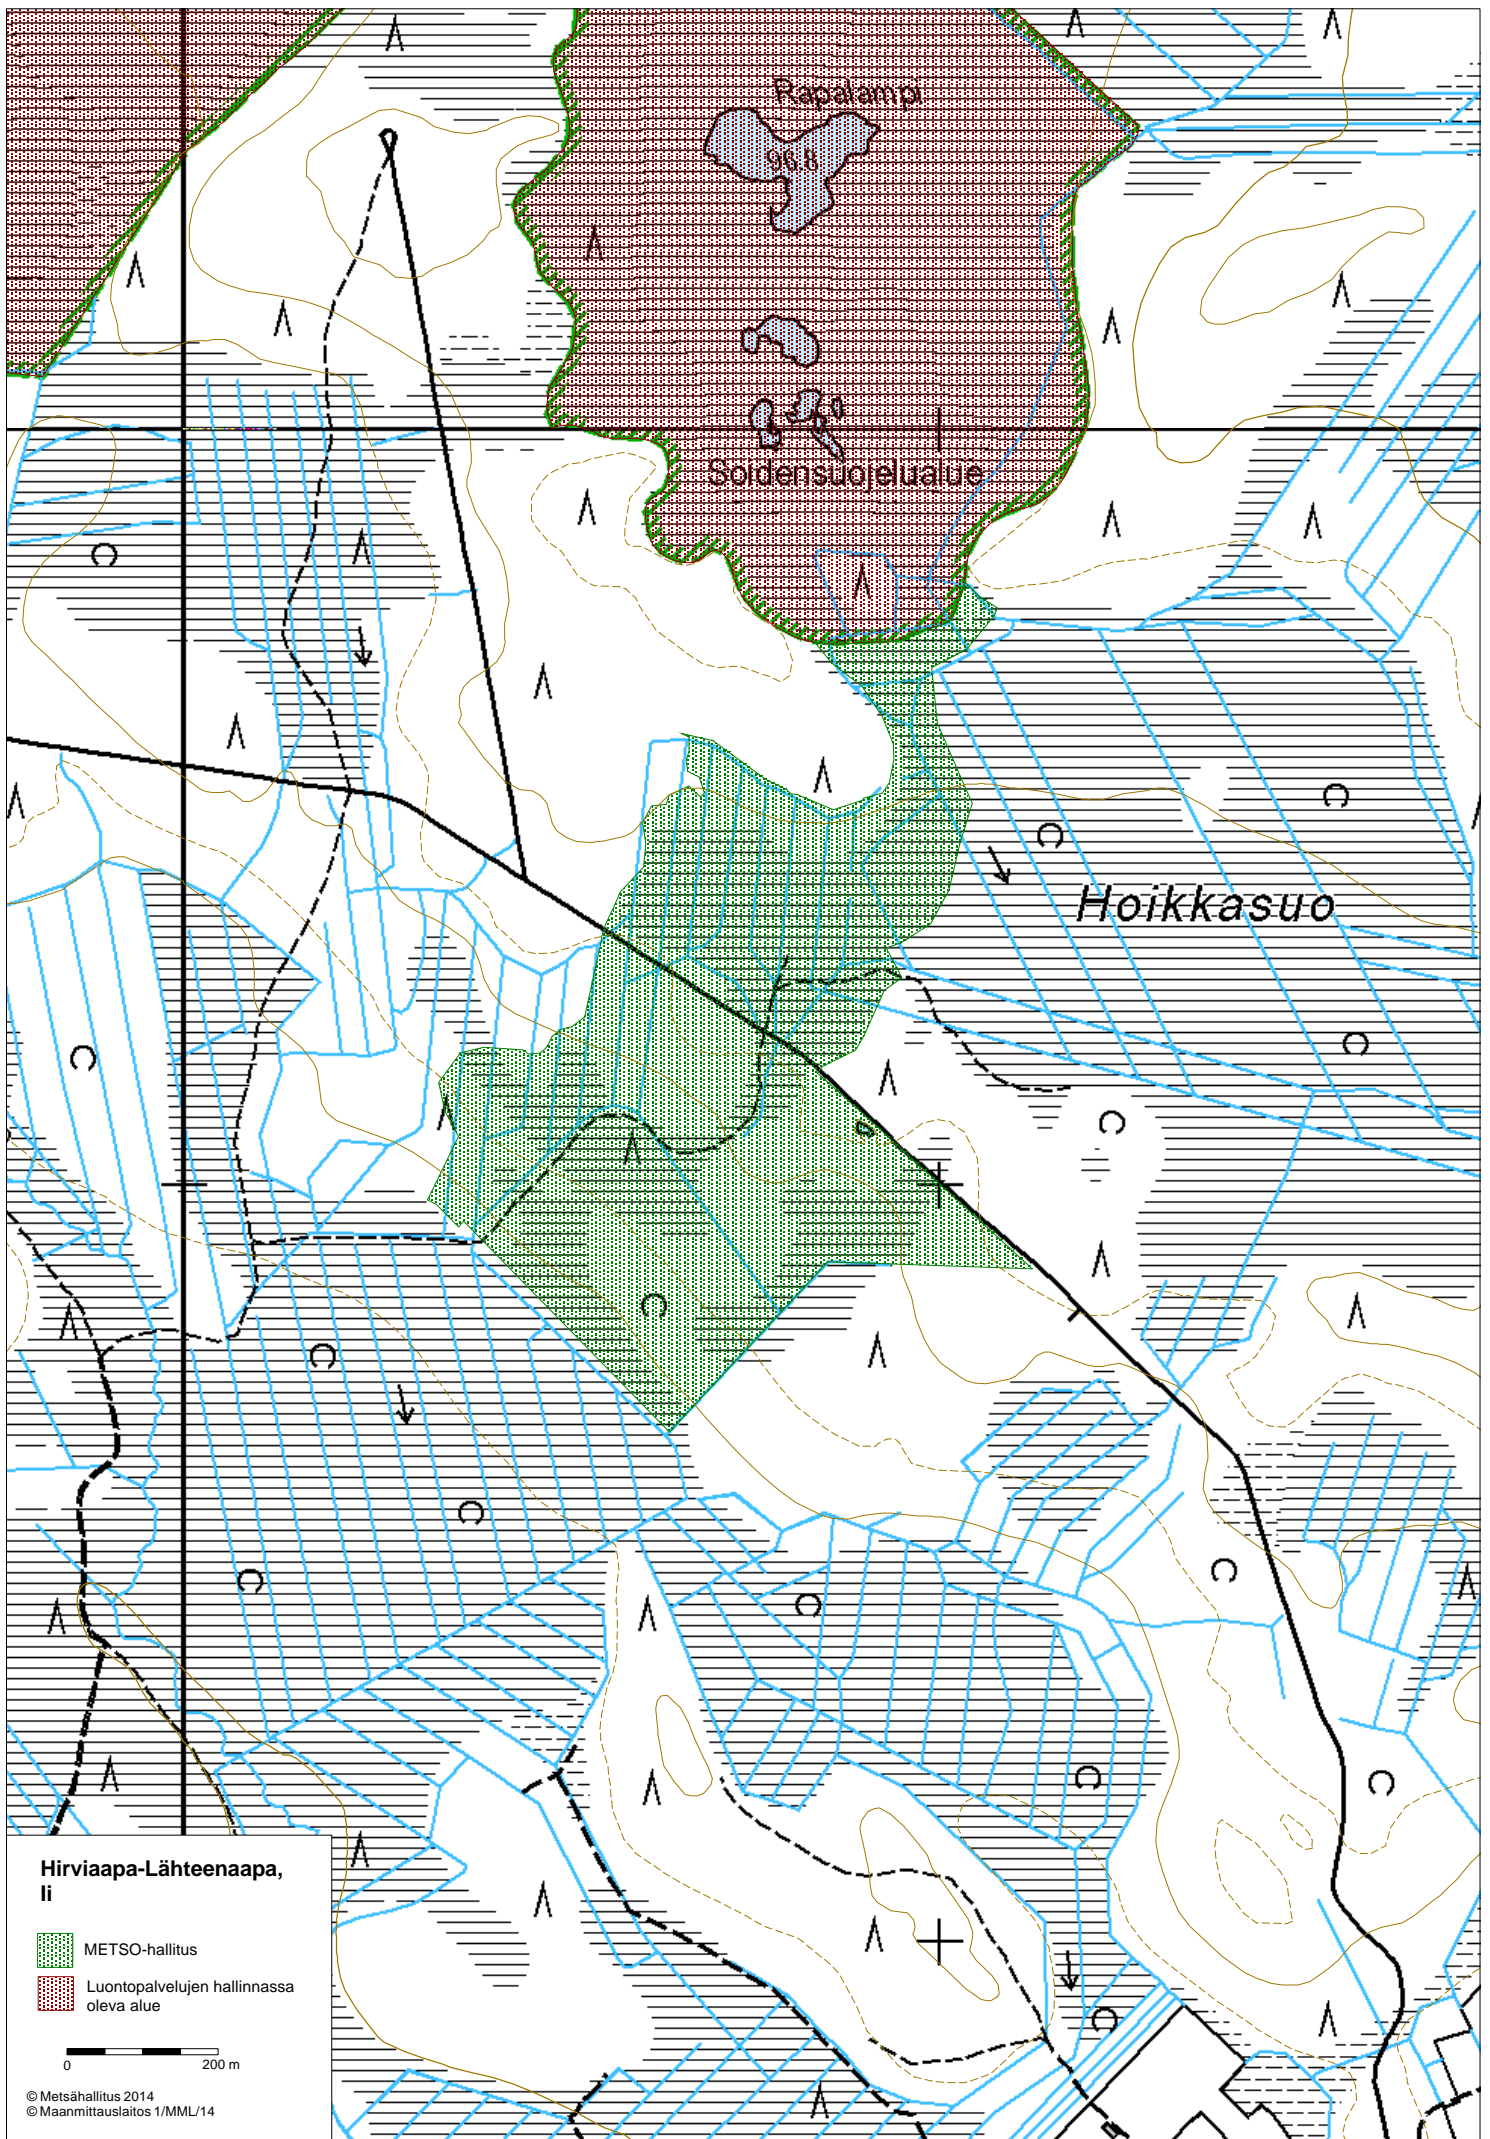 Rapalampi
96.8
Soidensuojelualue
Hoikkasuo
Hirviaapa-Lähteenaapa,
Ii
METSO-hallitus
Luontopalvelujen hallinnassa
oleva alue
0 200 m
© Metsähallitus 2014
© Maanmittauslaitos 1/MML/14